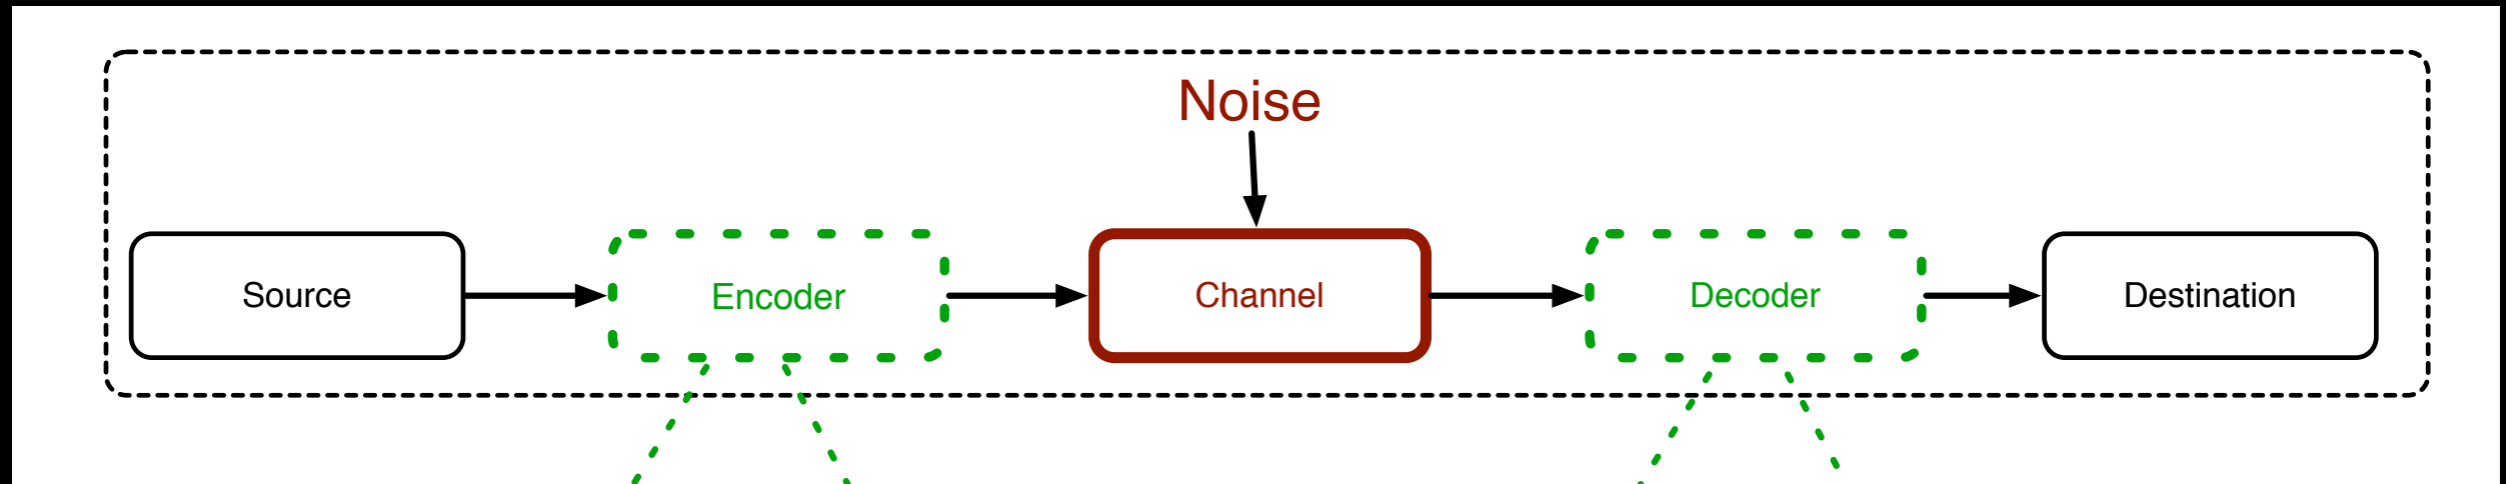 Noise
Source
Encoder
Channel
Decoder
Destination